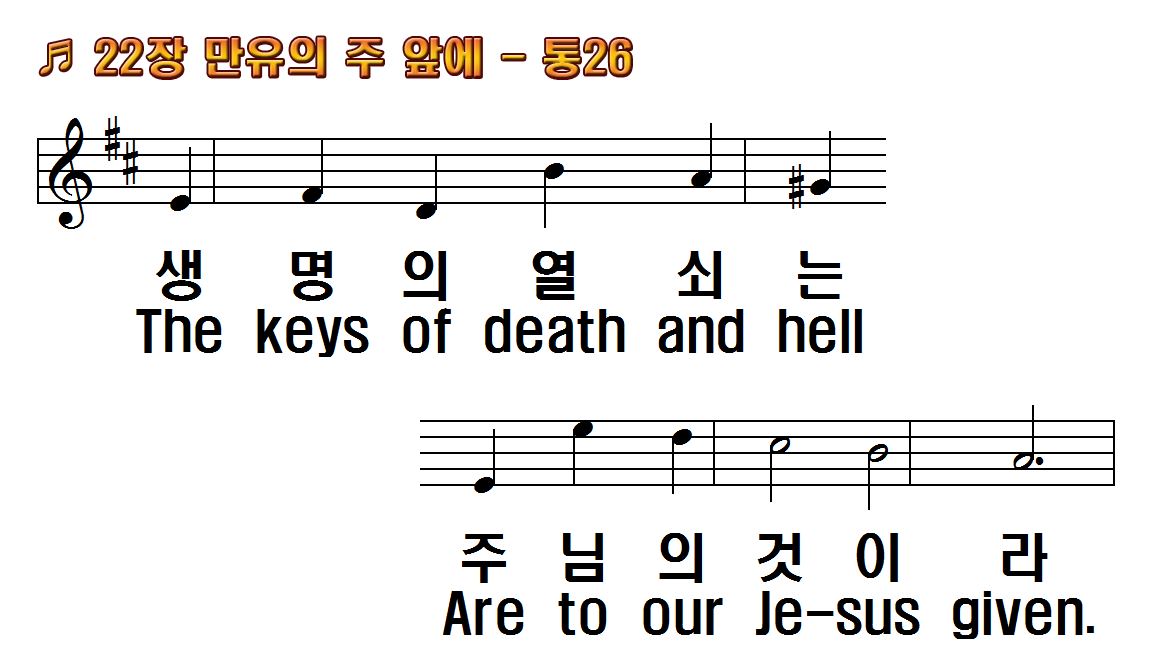 22장 만유의 주 앞에 - 통26
생 명 의 열 쇠 는
The keys of death and hell
주 님 의 것 이 라
Are to our Je-sus given.